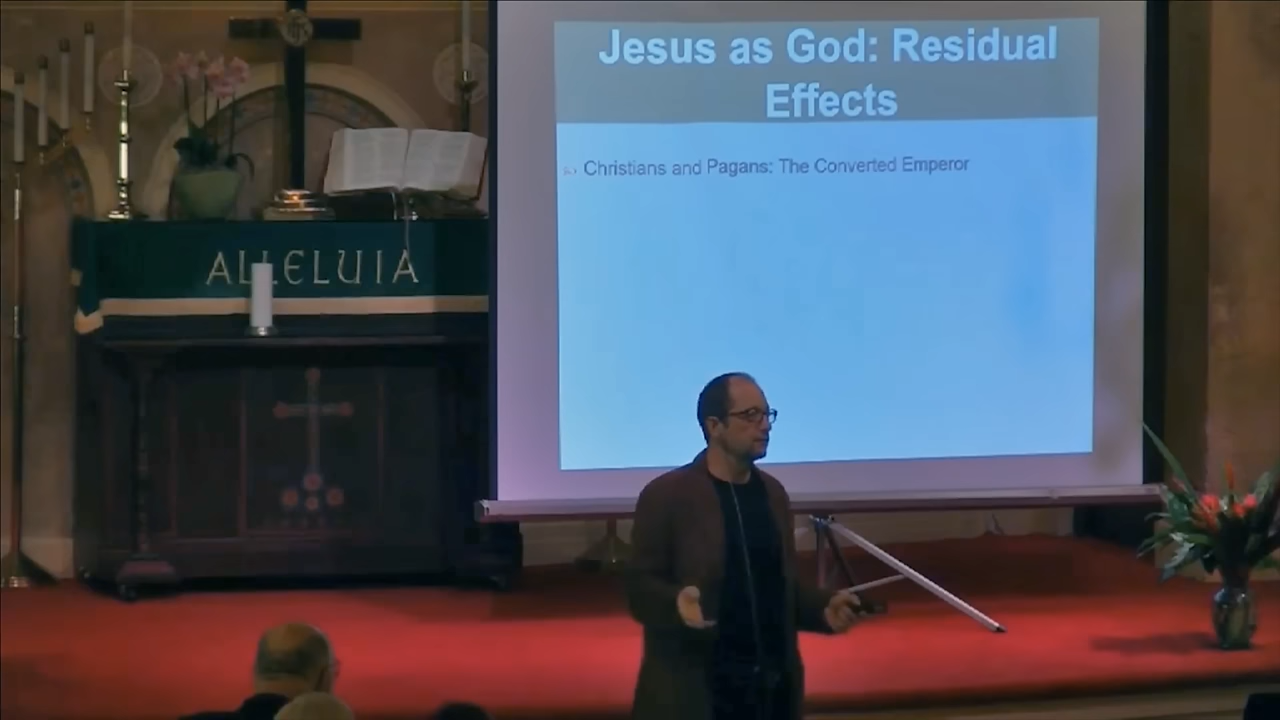 Jesus as God: Residual
Effects
Christians and Pagans: The Converted Emperor
ALLELUIA